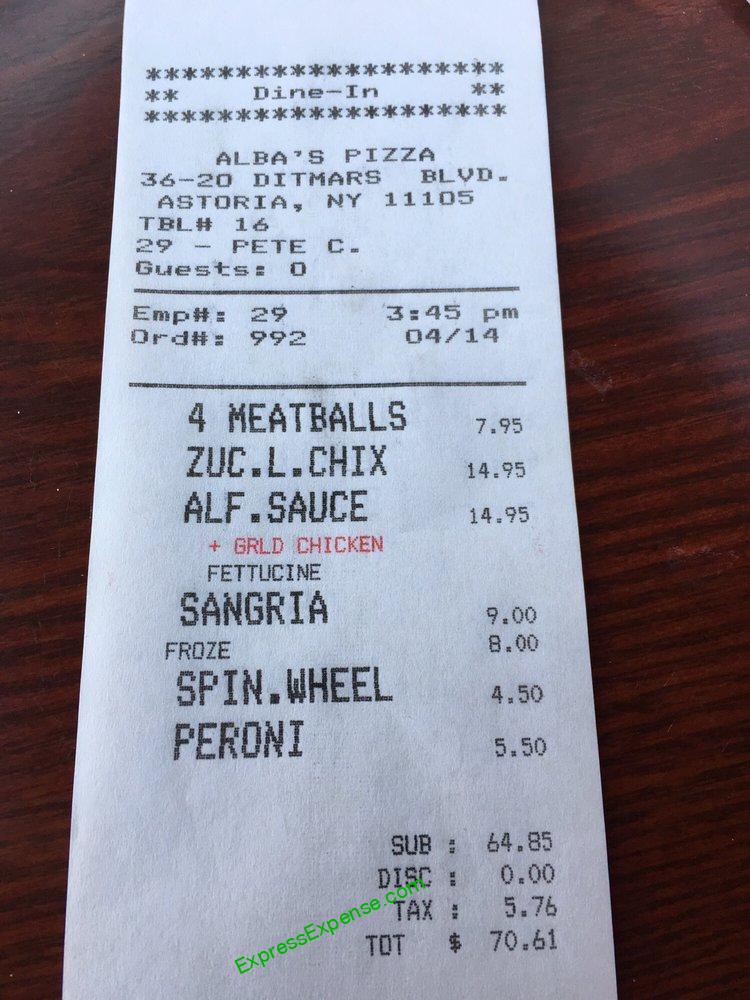 ********************
** Dine-In **
********************
ALBA'S PIZZA
36-20 DITMARS BLVD.
ASTORIA, NY 11105
TBL# 16
29 - PETE C.
Guests: 0
Emp#: 29 3:45 pm
Ord#: 992 04/14
4 MEATBALLS 7.95
ZUC.L.CHIX 14.95
ALF.SAUCE 14.95
+ GRLD CHICKEN
FETTUCINE
SANGRIA 9.00
FROZE 8.00
SPIN.WHEEL 4.50
PERONI 5.50
SUB : 64.85
DISC : 0.00
TAX : 5.76
TOT $ 70.61
ExpressExpense.com